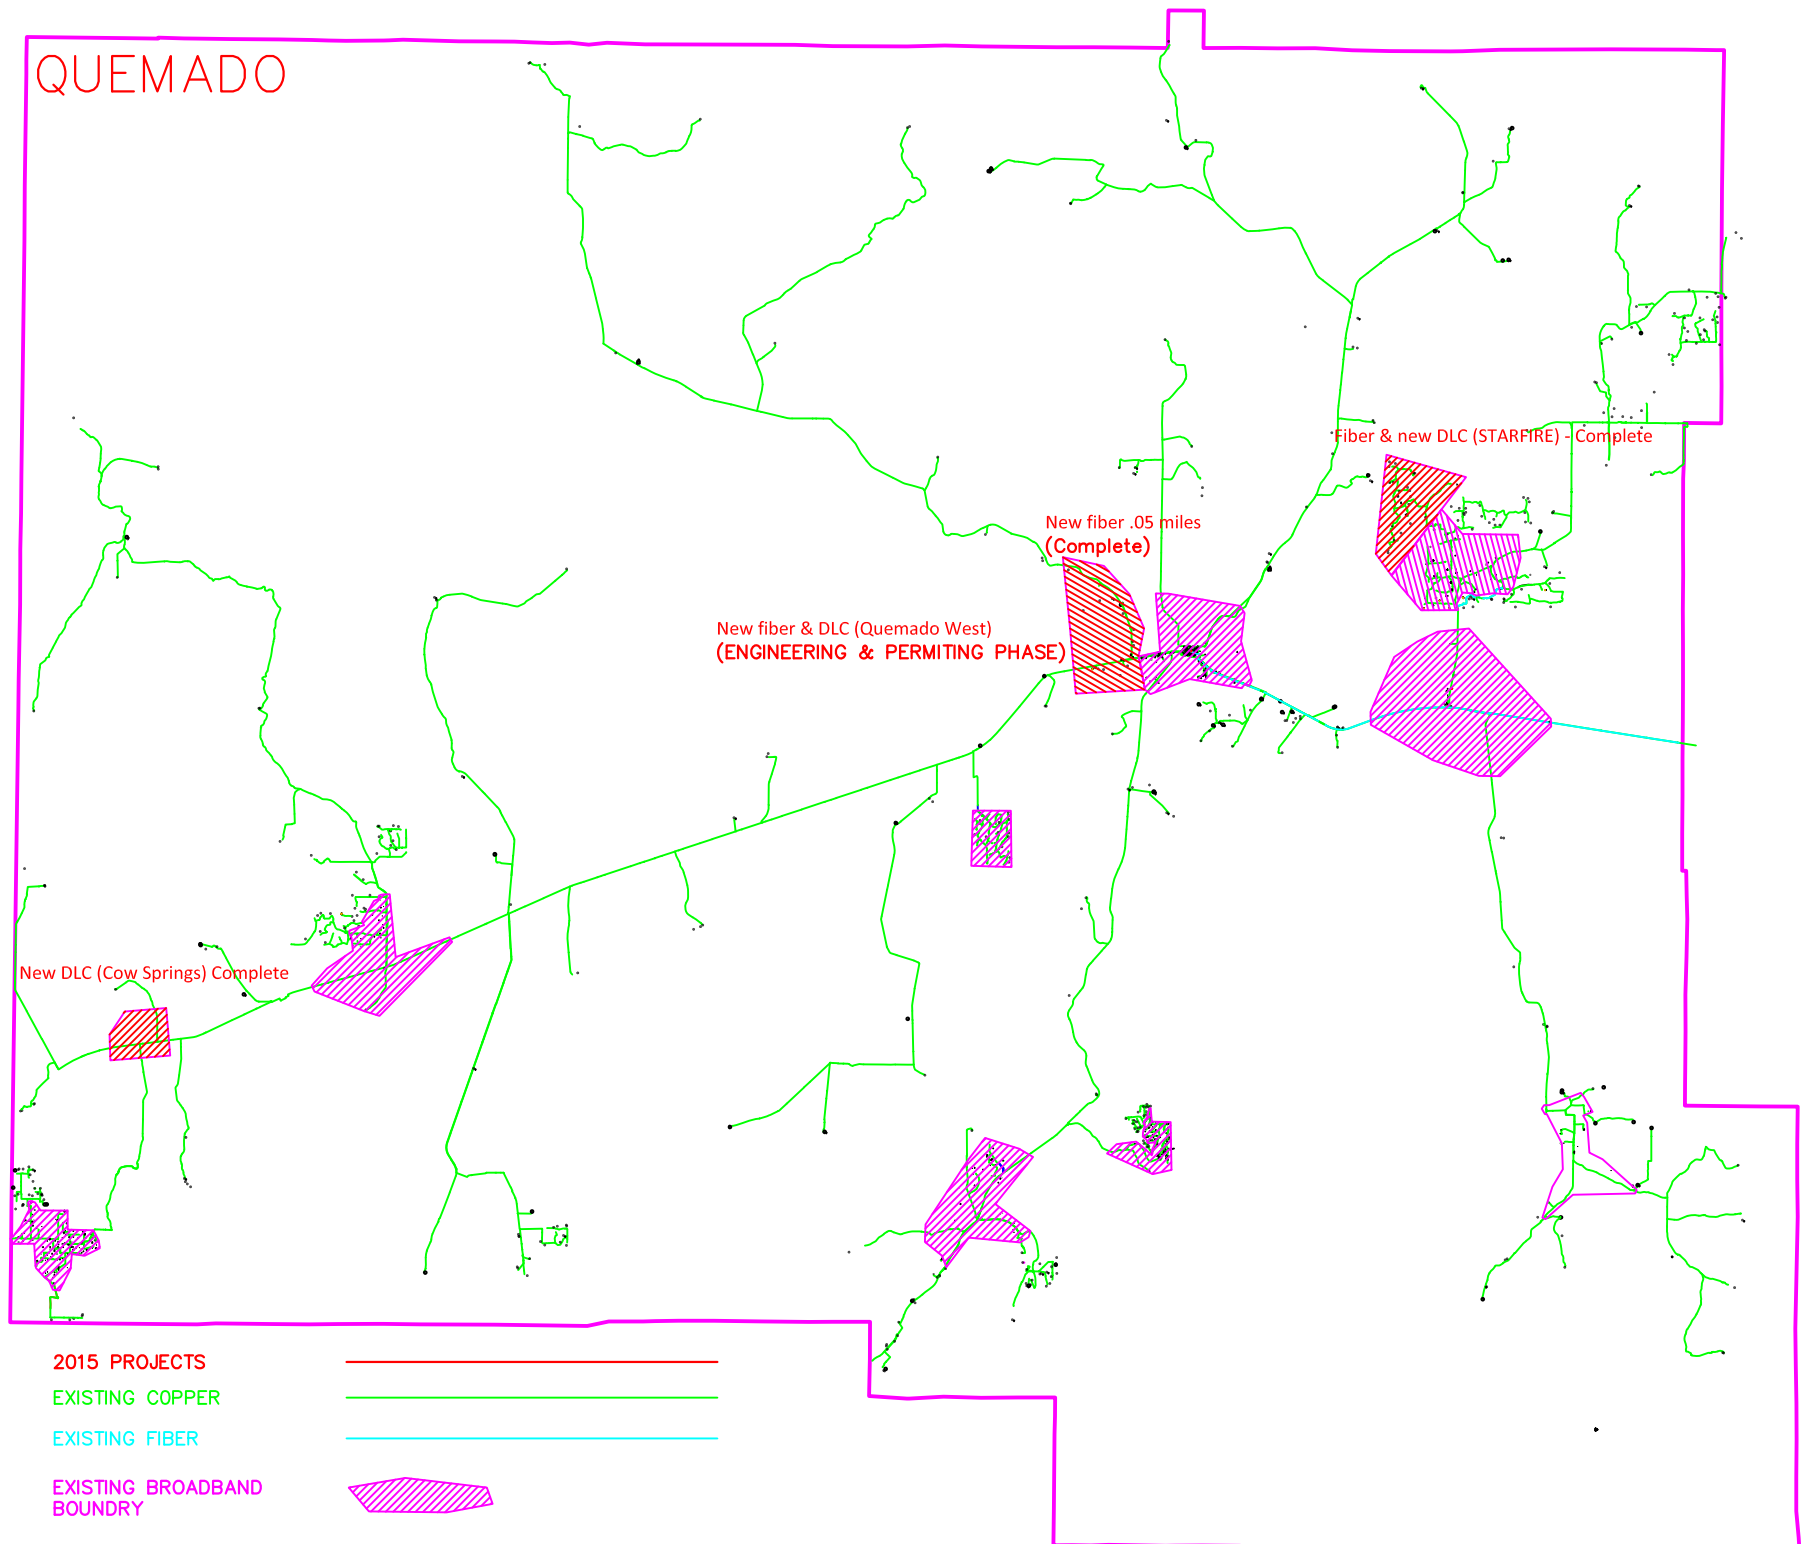 QUEMADO
Fiber & new DLC (STARFIRE) - Complete
New fiber .05 miles
(Complete)
New fiber & DLC (Quemado West)
(ENGINEERING & PERMITING PHASE)
New DLC (Cow Springs) Complete
2015 PROJECTS
EXISTING COPPER
EXISTING FIBER
EXISTING BROADBAND
BOUNDRY